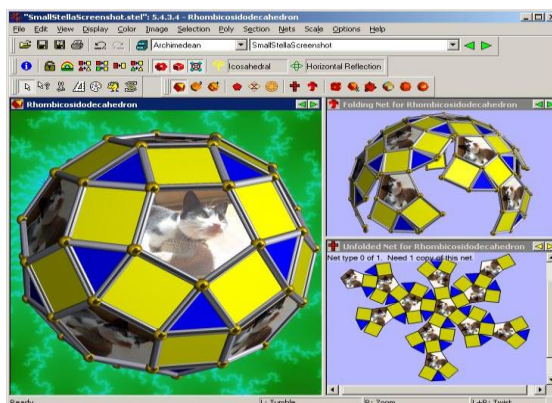 "SmallStellaScreenshot.stel": 5.4.3.4 - Rhombicosidodecahedron
File Edit View Display Color Image Selection Poly Section Nets Scale Options Help
Archimedean SmallStellaScreenshot
Icosahedral Horizontal Reflection
Rhombicosidodecahedron
Folding Net for Rhombicosidodecahedron
Unfolded Net for Rhombicosidodecahedron
Net type 0 of 1. Need 1 copy of this net.
Ready L: Tumble R: Zoom L+R: Twist